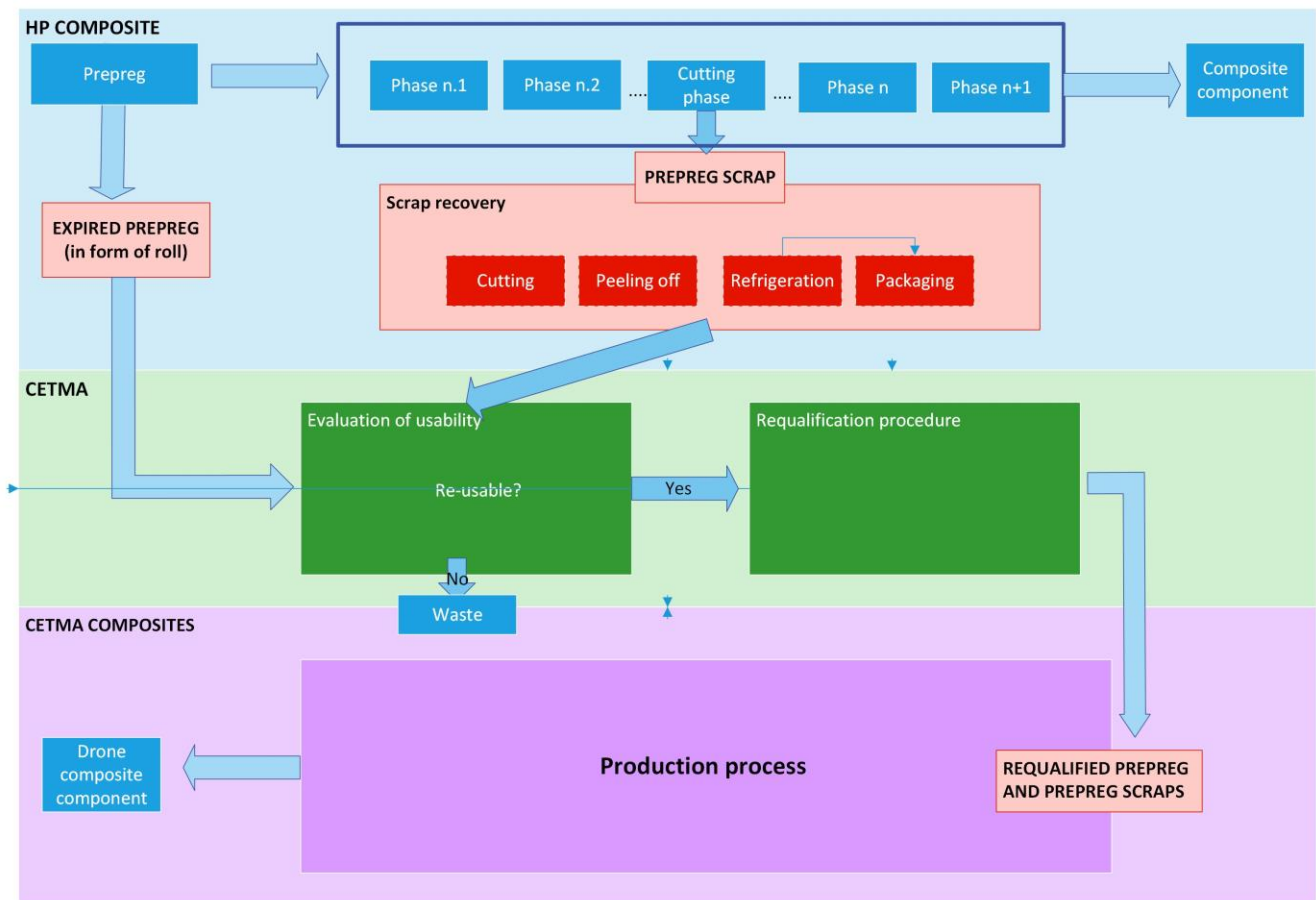 HP COMPOSITE
Prepreg
Phase n.1
Phase n.2
....
Cutting
phase
....
Phase n
Phase n+1
Composite
component
PREPREG SCRAP
Scrap recovery
EXPIRED PREPREG
(in form of roll)
Cutting
Peeling off
Refrigeration
Packaging
CETMA
Evaluation of usability
Requalification procedure
Re-usable?
Yes
No
Waste
CETMA COMPOSITES
Drone
composite
component
Production process
REQUALIFIED PREPREG
AND PREPREG SCRAPS